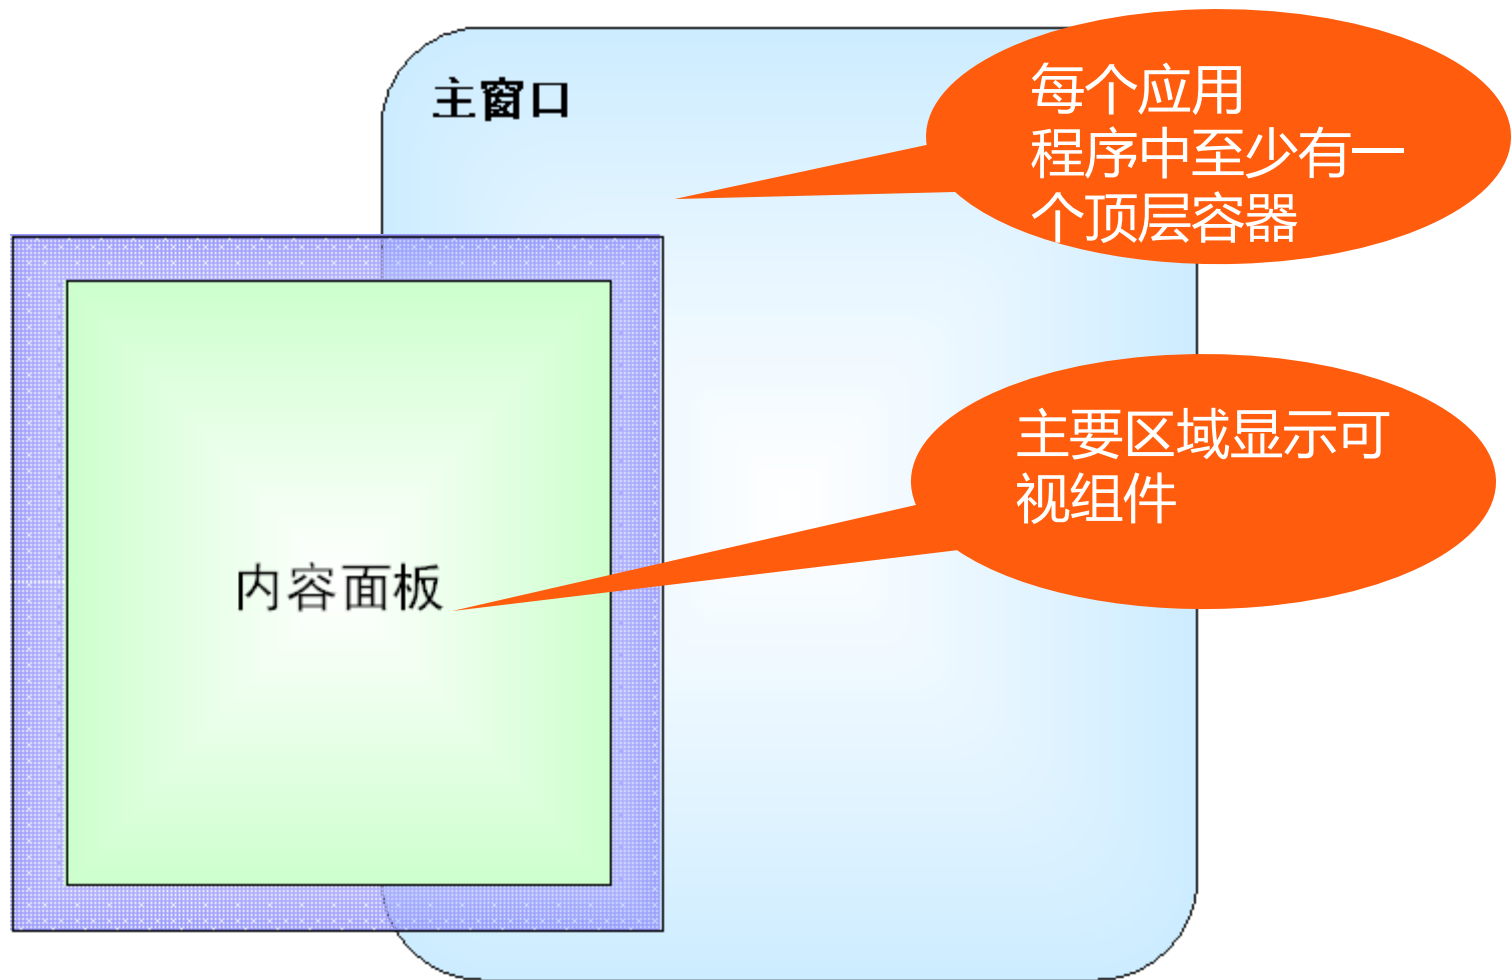 主窗口
每个应用
程序中至少有一
个顶层容器
主要区域显示可
视组件
内容面板